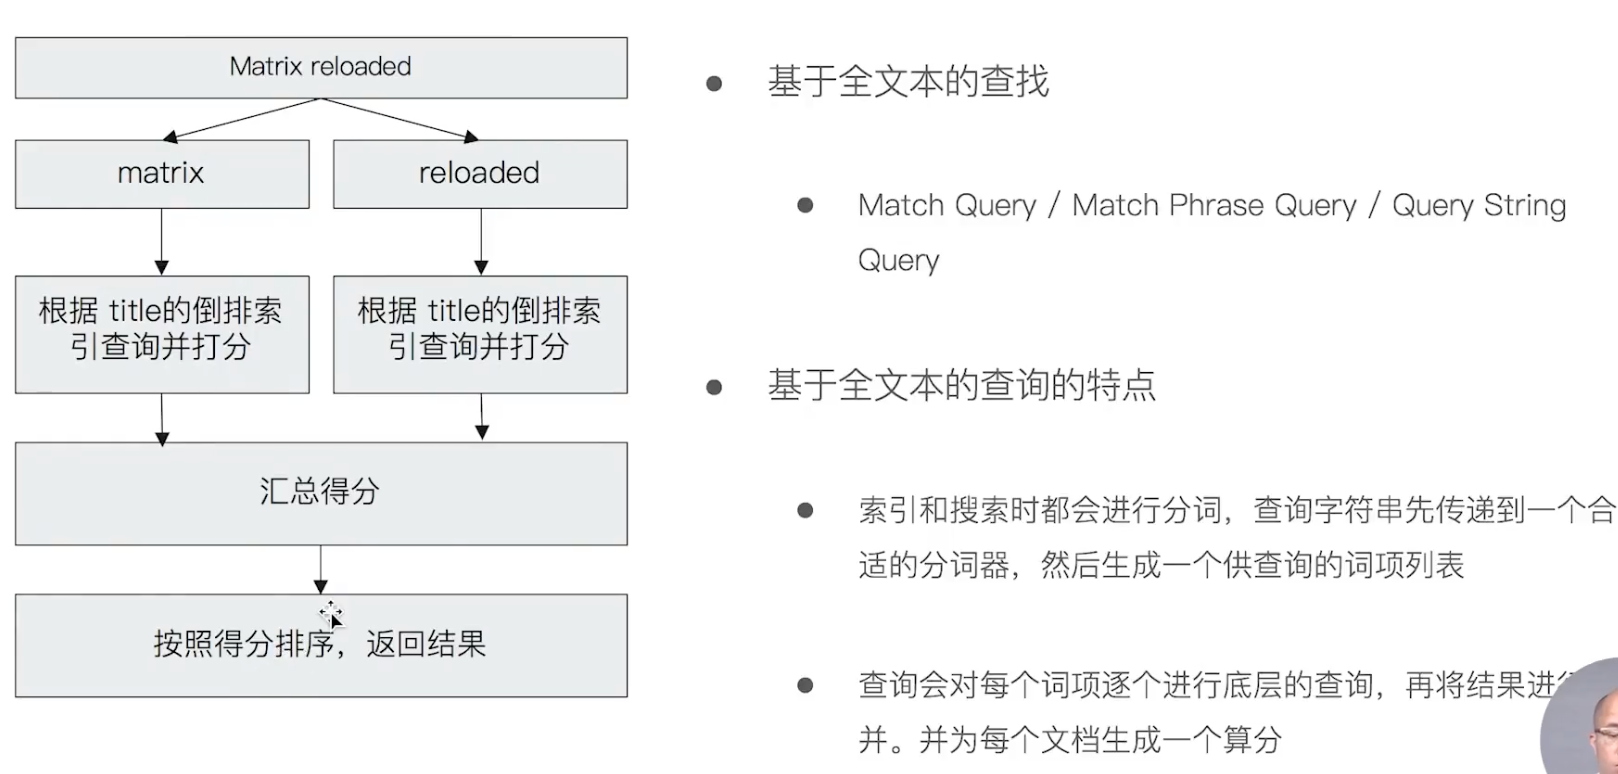 Matrix reloaded
matrix
reloaded
根据 title的倒排索
引查询并打分
根据 title的倒排索
引查询并打分
汇总得分
按照得分排序，返回结果
基于全文本的查找
Match Query / Match Phrase Query / Query String
Query
基于全文本的查询的特点
索引和搜索时都会进行分词，查询字符串先传递到一个合
适的分词器，然后生成一个供查询的词项列表
查询会对每个词项逐个进行底层的查询，再将结果进行
并。并为每个文档生成一个算分